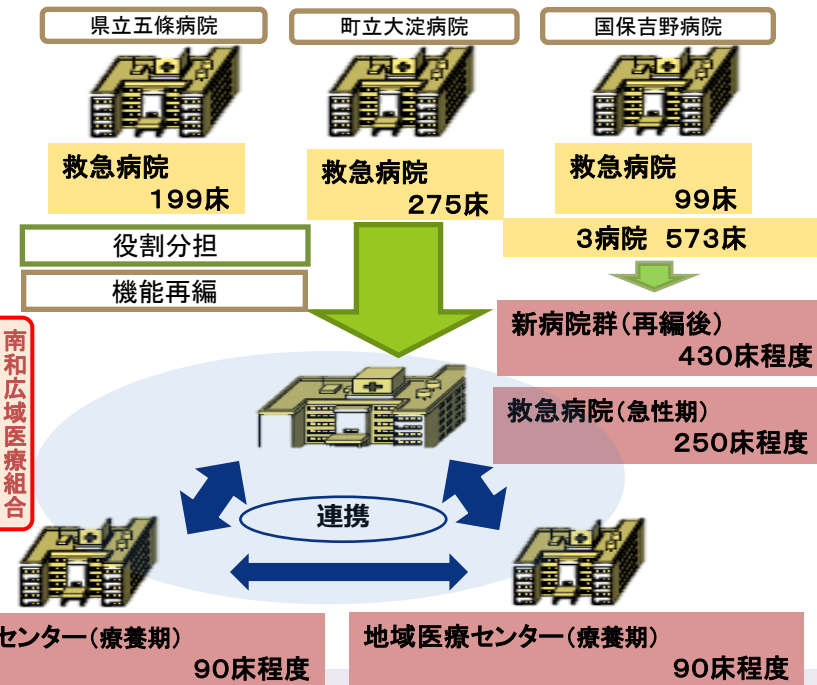 県立五條病院
町立大淀病院
国保吉野病院
救急病院
199床
救急病院
275床
救急病院
99床
3病院 573床
役割分担
機能再編
新病院群(再編後)
430床程度
救急病院(急性期)
250床程度
南和広域医療組合
連携
センター(療養期)
90床程度
地域医療センター(療養期)
90床程度